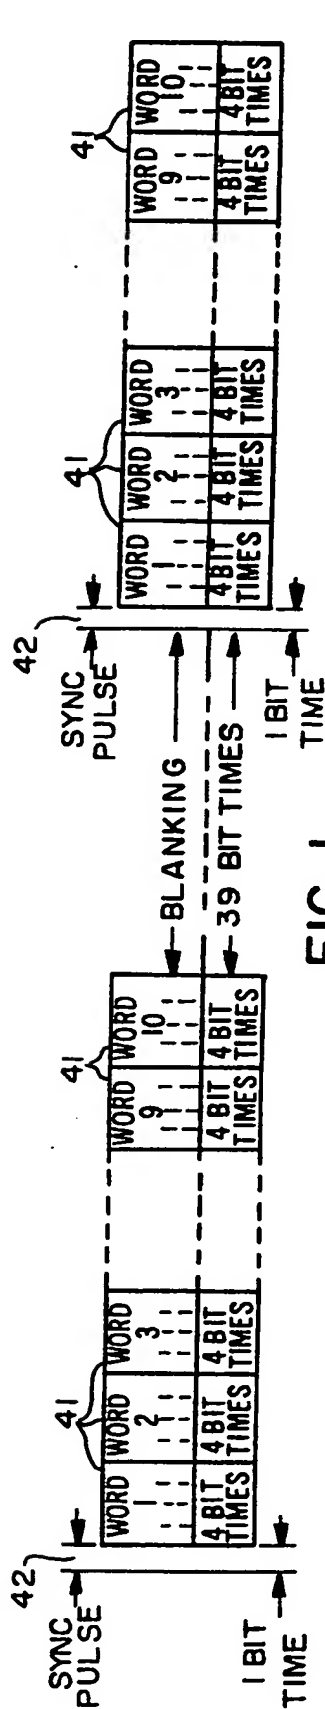 42
SYNC
PULSE
1 BIT
TIME
41
WORD
1
4 BIT
TIMES
WORD
2
4 BIT
TIMES
WORD
3
4 BIT
TIMES
41
WORD
9
4 BIT
TIMES
WORD
10
4 BIT
TIMES
BLANKING
39 BIT TIMES
42
SYNC
PULSE
1 BIT
TIME
41
WORD
1
4 BIT
TIMES
WORD
2
4 BIT
TIMES
WORD
3
4 BIT
TIMES
41
WORD
9
4 BIT
TIMES
WORD
10
4 BIT
TIMES